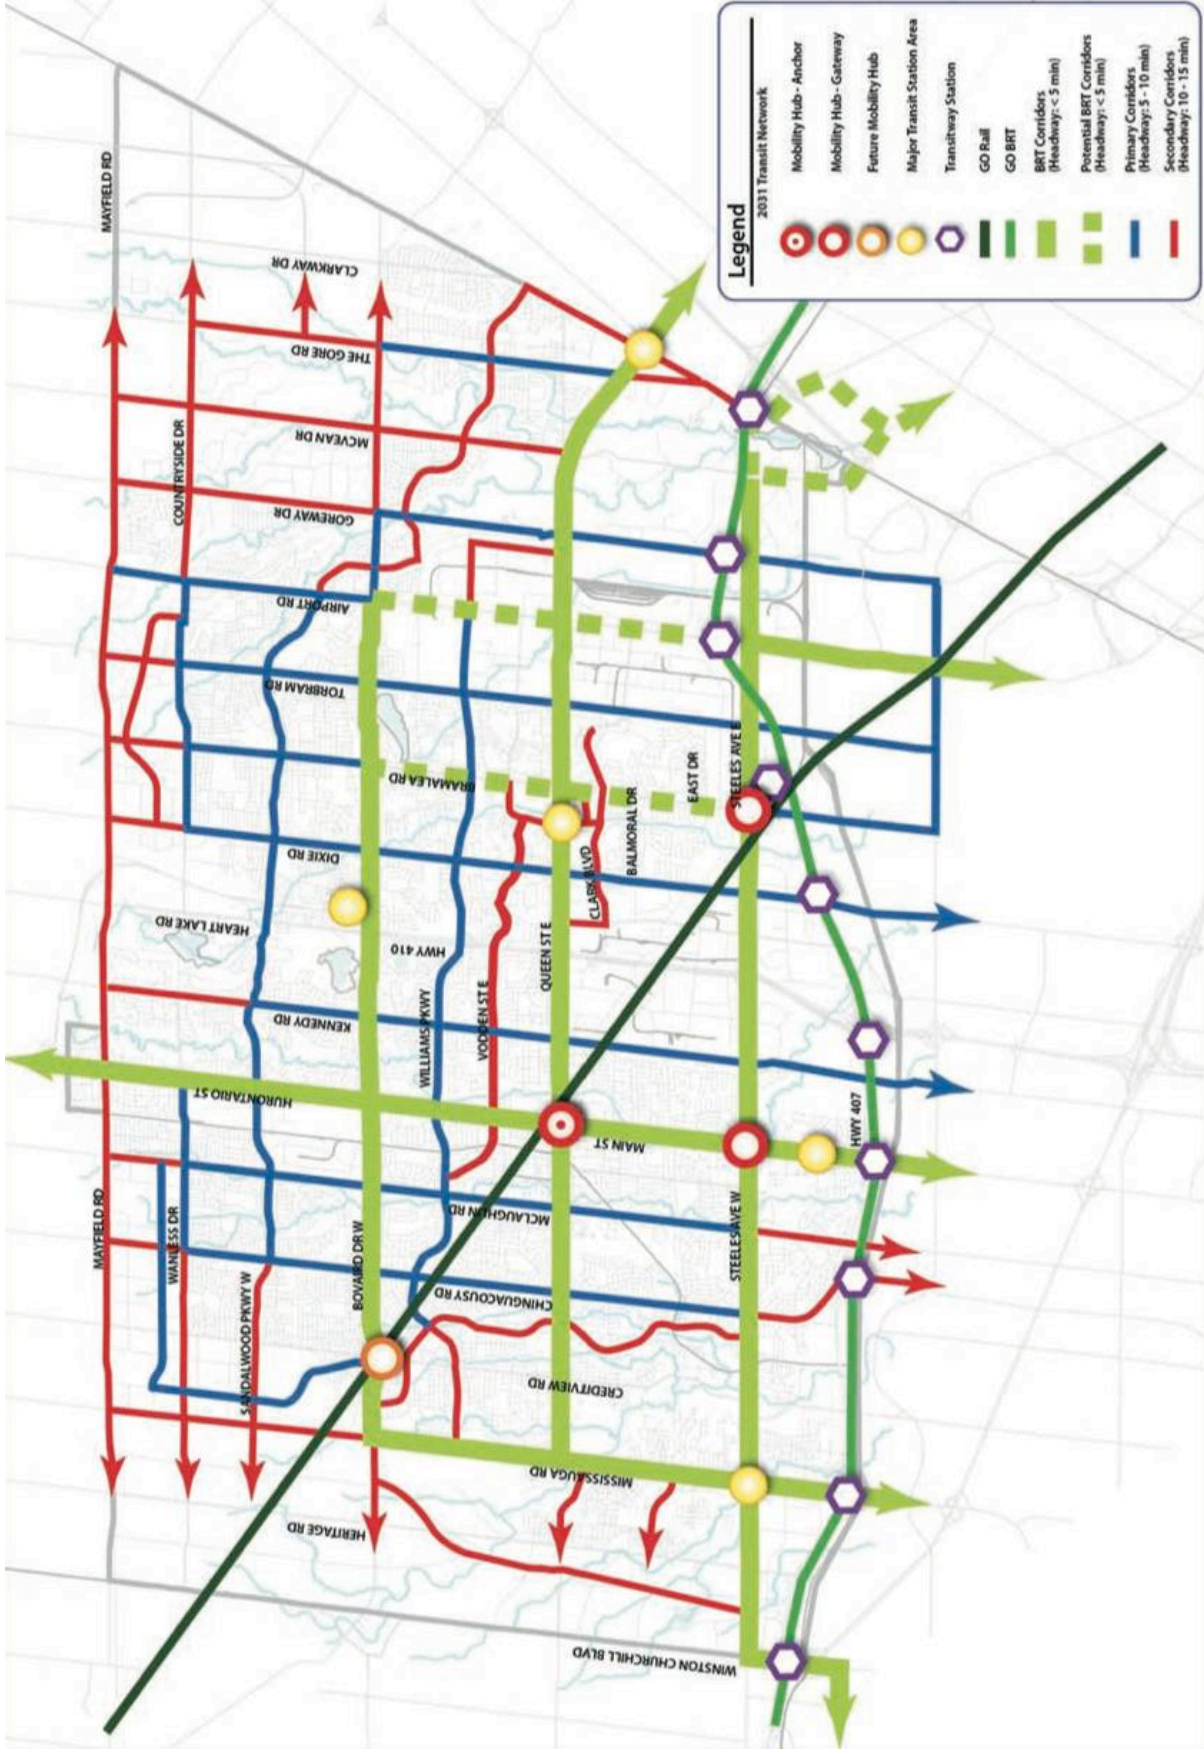 MAYFIELD RD
CLARKWAY DR
THE GORE RD
COUNTRYSIDE DR
MCVEAN DR
GOREWAY DR
AIRPORT RD
TORBRAM RD
BRAMALEA RD
DIXIE RD
HEART LAKE RD
HWY 410
KENNEDY RD
WILLIAMS PKWY
VODDEN ST E
QUEEN ST E
CLARK BLVD
BALMORAL DR
EAST DR
STEELES AVE E
HURONTARIO ST
MAIN ST
HWY 407
MAYFIELD RD
WANLESS DR
SANDALWOOD PKWY W
BOVAIRD DR W
MCLAUGHLIN RD
CHINGUACOUSY RD
STEELES AVE W
CREDITVIEW RD
MISSISSAUGA RD
HERITAGE RD
WINSTON CHURCHILL BLVD
Legend
2031 Transit Network
Mobility Hub - Anchor
Mobility Hub - Gateway
Future Mobility Hub
Major Transit Station Area
Transitway Station
GO Rail
GO BRT
BRT Corridors
(Headway: < 5 min)
Potential BRT Corridors
(Headway: < 5 min)
Primary Corridors
(Headway: 5 - 10 min)
Secondary Corridors
(Headway: 10 - 15 min)